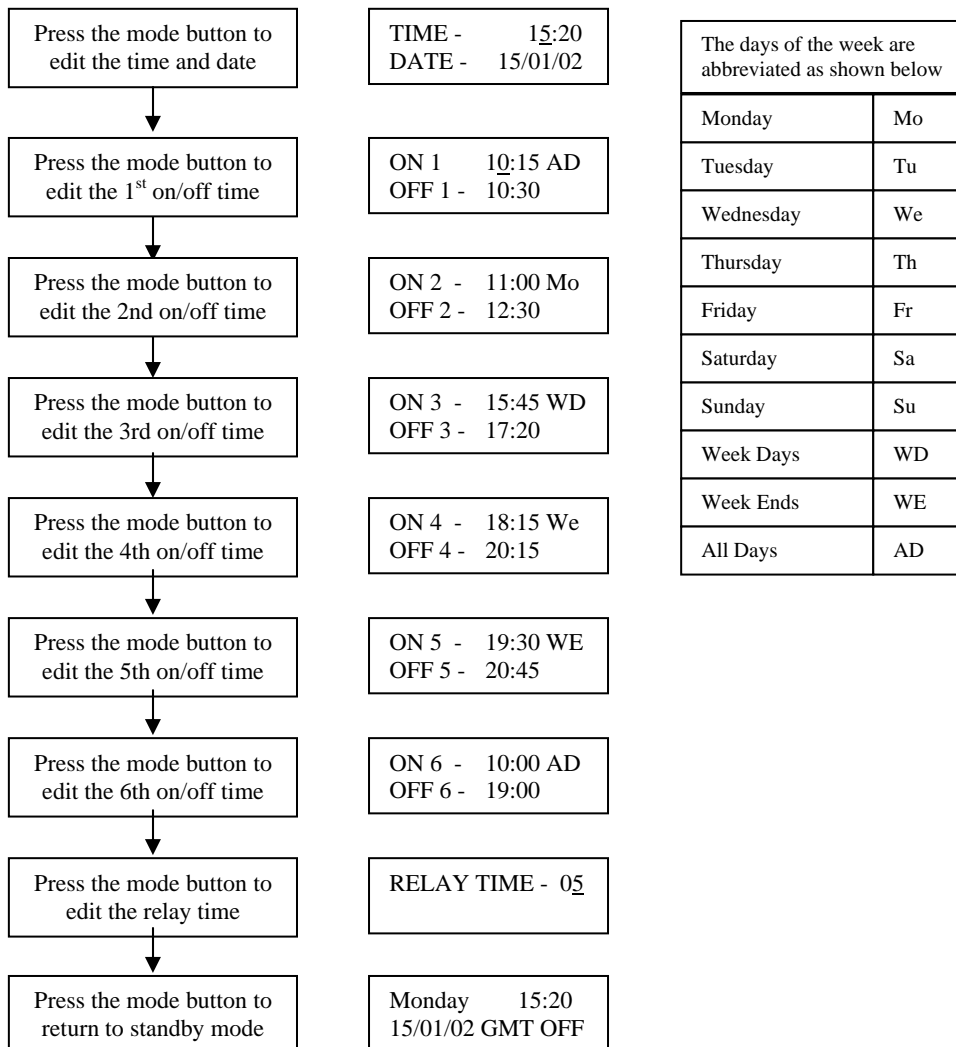 Press the mode button to
edit the time and date
TIME - 15:20
DATE - 15/01/02
Press the mode button to
edit the 1st on/off time
ON 1 10:15 AD
OFF 1 - 10:30
Press the mode button to
edit the 2nd on/off time
ON 2 - 11:00 Mo
OFF 2 - 12:30
Press the mode button to
edit the 3rd on/off time
ON 3 - 15:45 WD
OFF 3 - 17:20
Press the mode button to
edit the 4th on/off time
ON 4 - 18:15 We
OFF 4 - 20:15
Press the mode button to
edit the 5th on/off time
ON 5 - 19:30 WE
OFF 5 - 20:45
Press the mode button to
edit the 6th on/off time
ON 6 - 10:00 AD
OFF 6 - 19:00
Press the mode button to
edit the relay time
RELAY TIME - 05
Press the mode button to
return to standby mode
Monday 15:20
15/01/02 GMT OFF
The days of the week are
abbreviated as shown below
Monday Mo
Tuesday Tu
Wednesday We
Thursday Th
Friday Fr
Saturday Sa
Sunday Su
Week Days WD
Week Ends WE
All Days AD